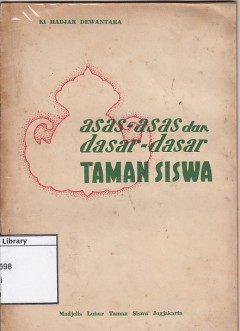 KI HADJAR DEWANTARA
asas-asas dan
dasar-dasar
TAMAN SISWA
Library
598
i
Madjelis Luhur Taman Siswa Jogjakarta